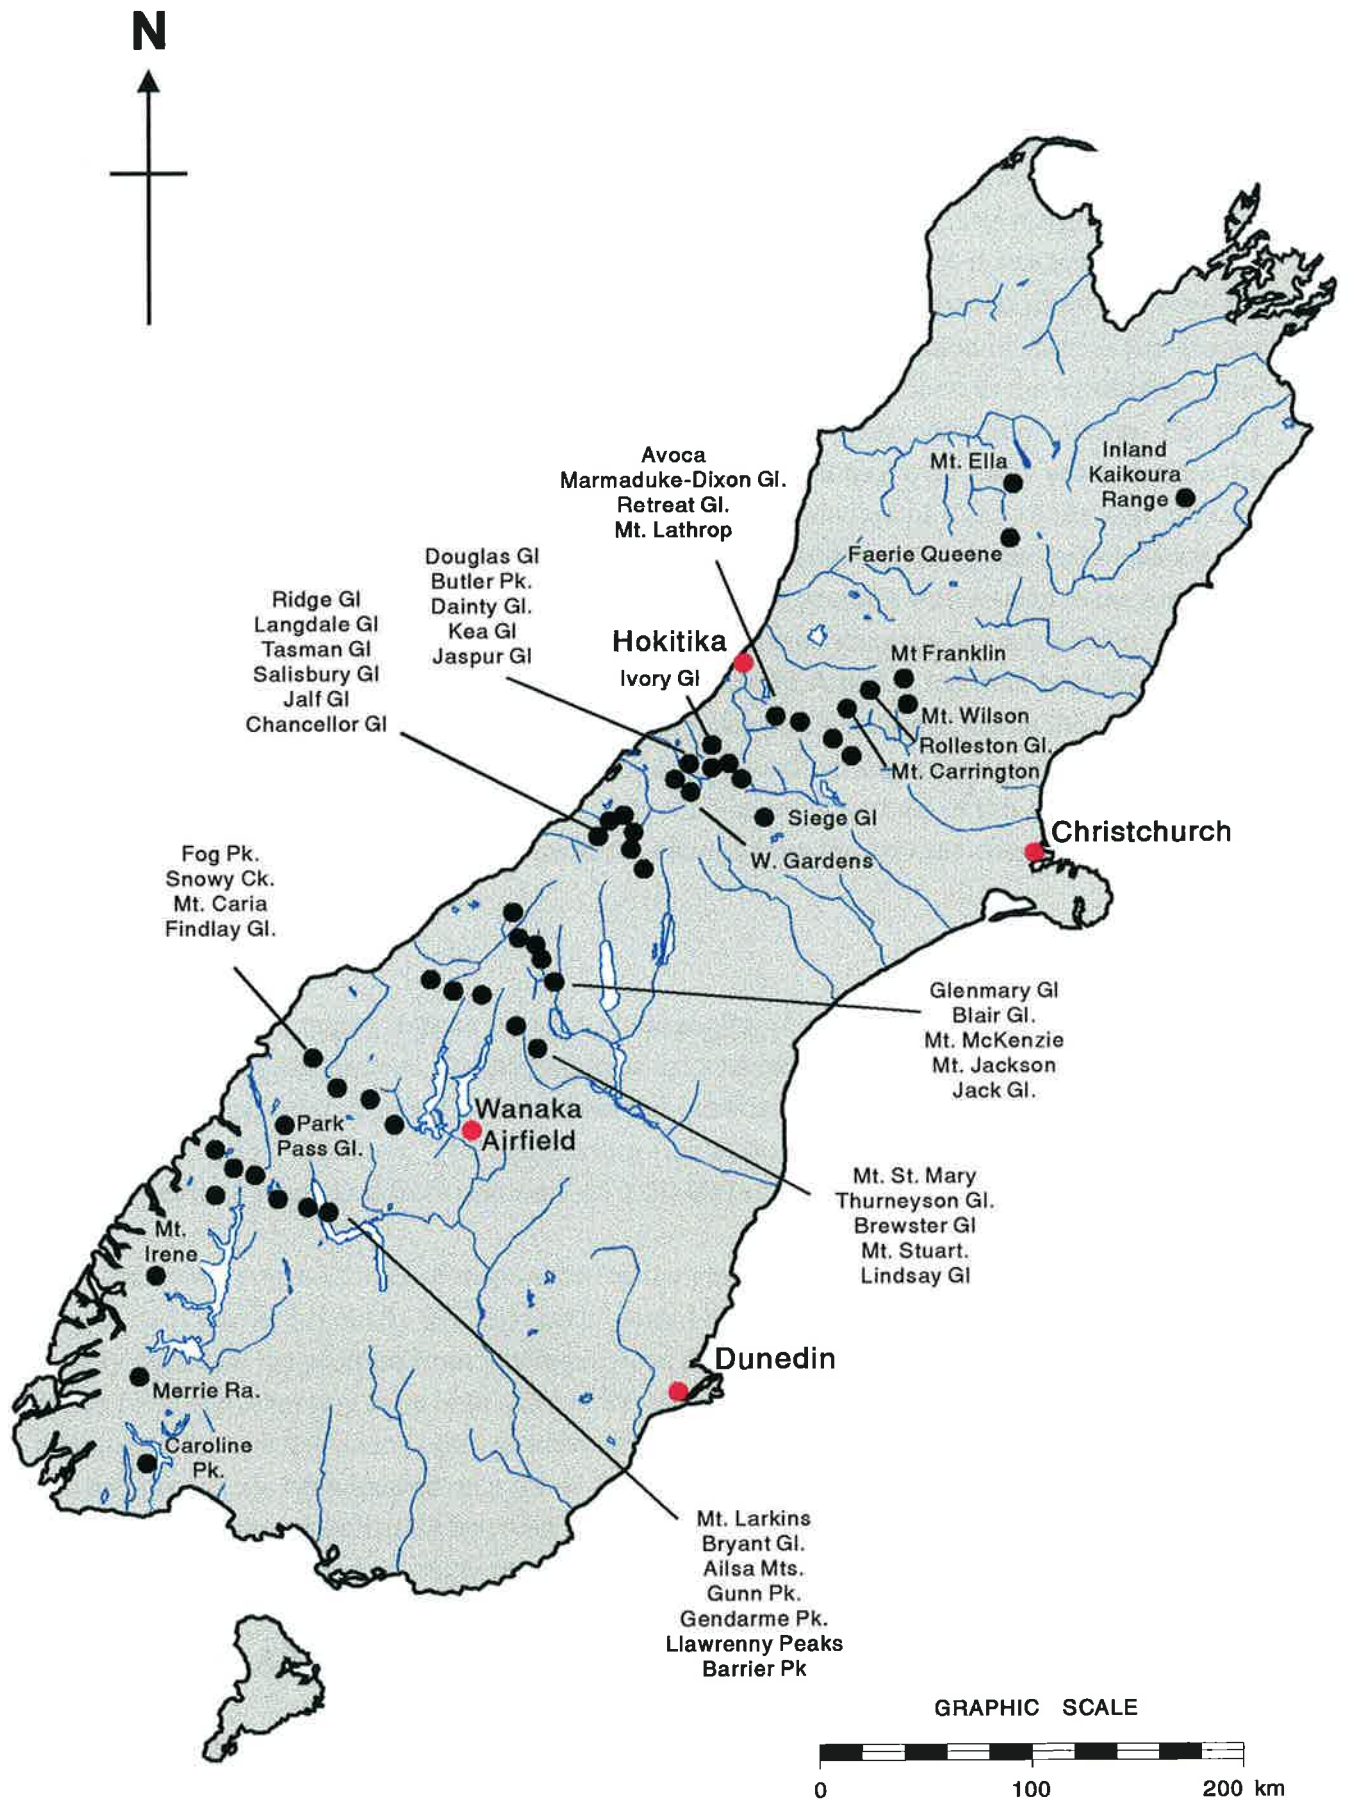 N
Mt. Ella
Inland
Kaikoura
Range
Faerie Queene
Avoca
Marmaduke-Dixon Gl.
Retreat Gl.
Mt. Lathrop
Douglas Gl
Butler Pk.
Dainty Gl.
Kea Gl
Jaspur Gl
Ridge Gl
Langdale Gl
Tasman Gl
Salisbury Gl
Jalf Gl
Chancellor Gl
Hokitika
Ivory Gl
Mt Franklin
Mt. Wilson
Rolleston Gl.
Mt. Carrington
Siege Gl
W. Gardens
Christchurch
Fog Pk.
Snowy Ck.
Mt. Caria
Findlay Gl.
Glenmary Gl
Blair Gl.
Mt. McKenzie
Mt. Jackson
Jack Gl.
Wanaka
Airfield
Park
Pass Gl.
Mt. St. Mary
Thurneyson Gl.
Brewster Gl
Mt. Stuart.
Lindsay Gl
Mt.
Irene
Dunedin
Merrie Ra.
Caroline
Pk.
Mt. Larkins
Bryant Gl.
Ailsa Mts.
Gunn Pk.
Gendarme Pk.
Llawrenny Peaks
Barrier Pk
GRAPHIC SCALE
0 100 200 km